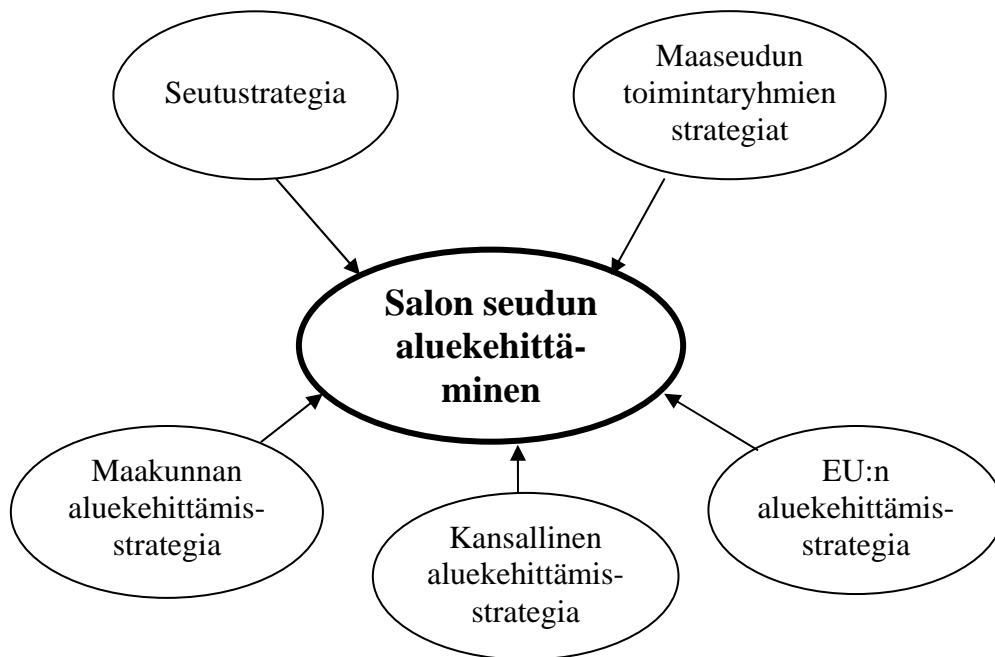 Seutustrategia
Maaseudun
toimintaryhmien
strategiat
Salon seudun
aluekehittä-
minen
Maakunnan
aluekehittämis-
strategia
Kansallinen
aluekehittämis-
strategia
EU:n
aluekehittämis-
strategia